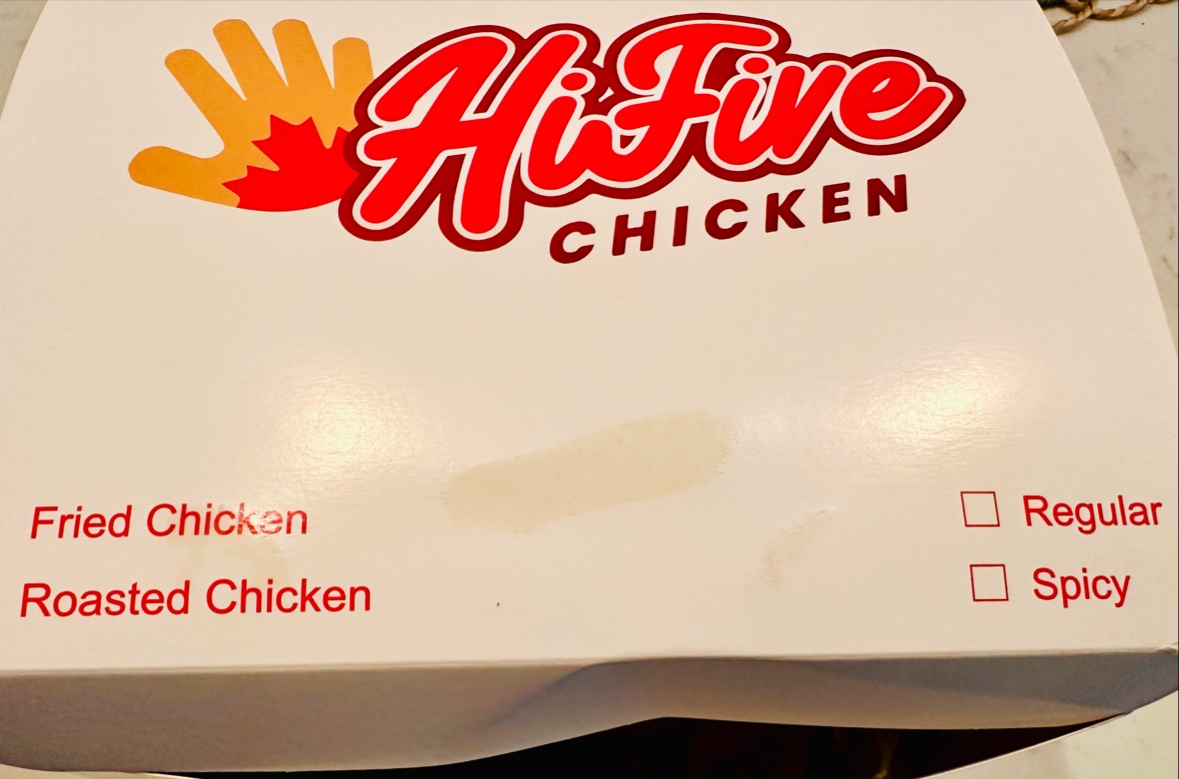 HiFive
CHICKEN
Fried Chicken
Regular
Roasted Chicken
Spicy